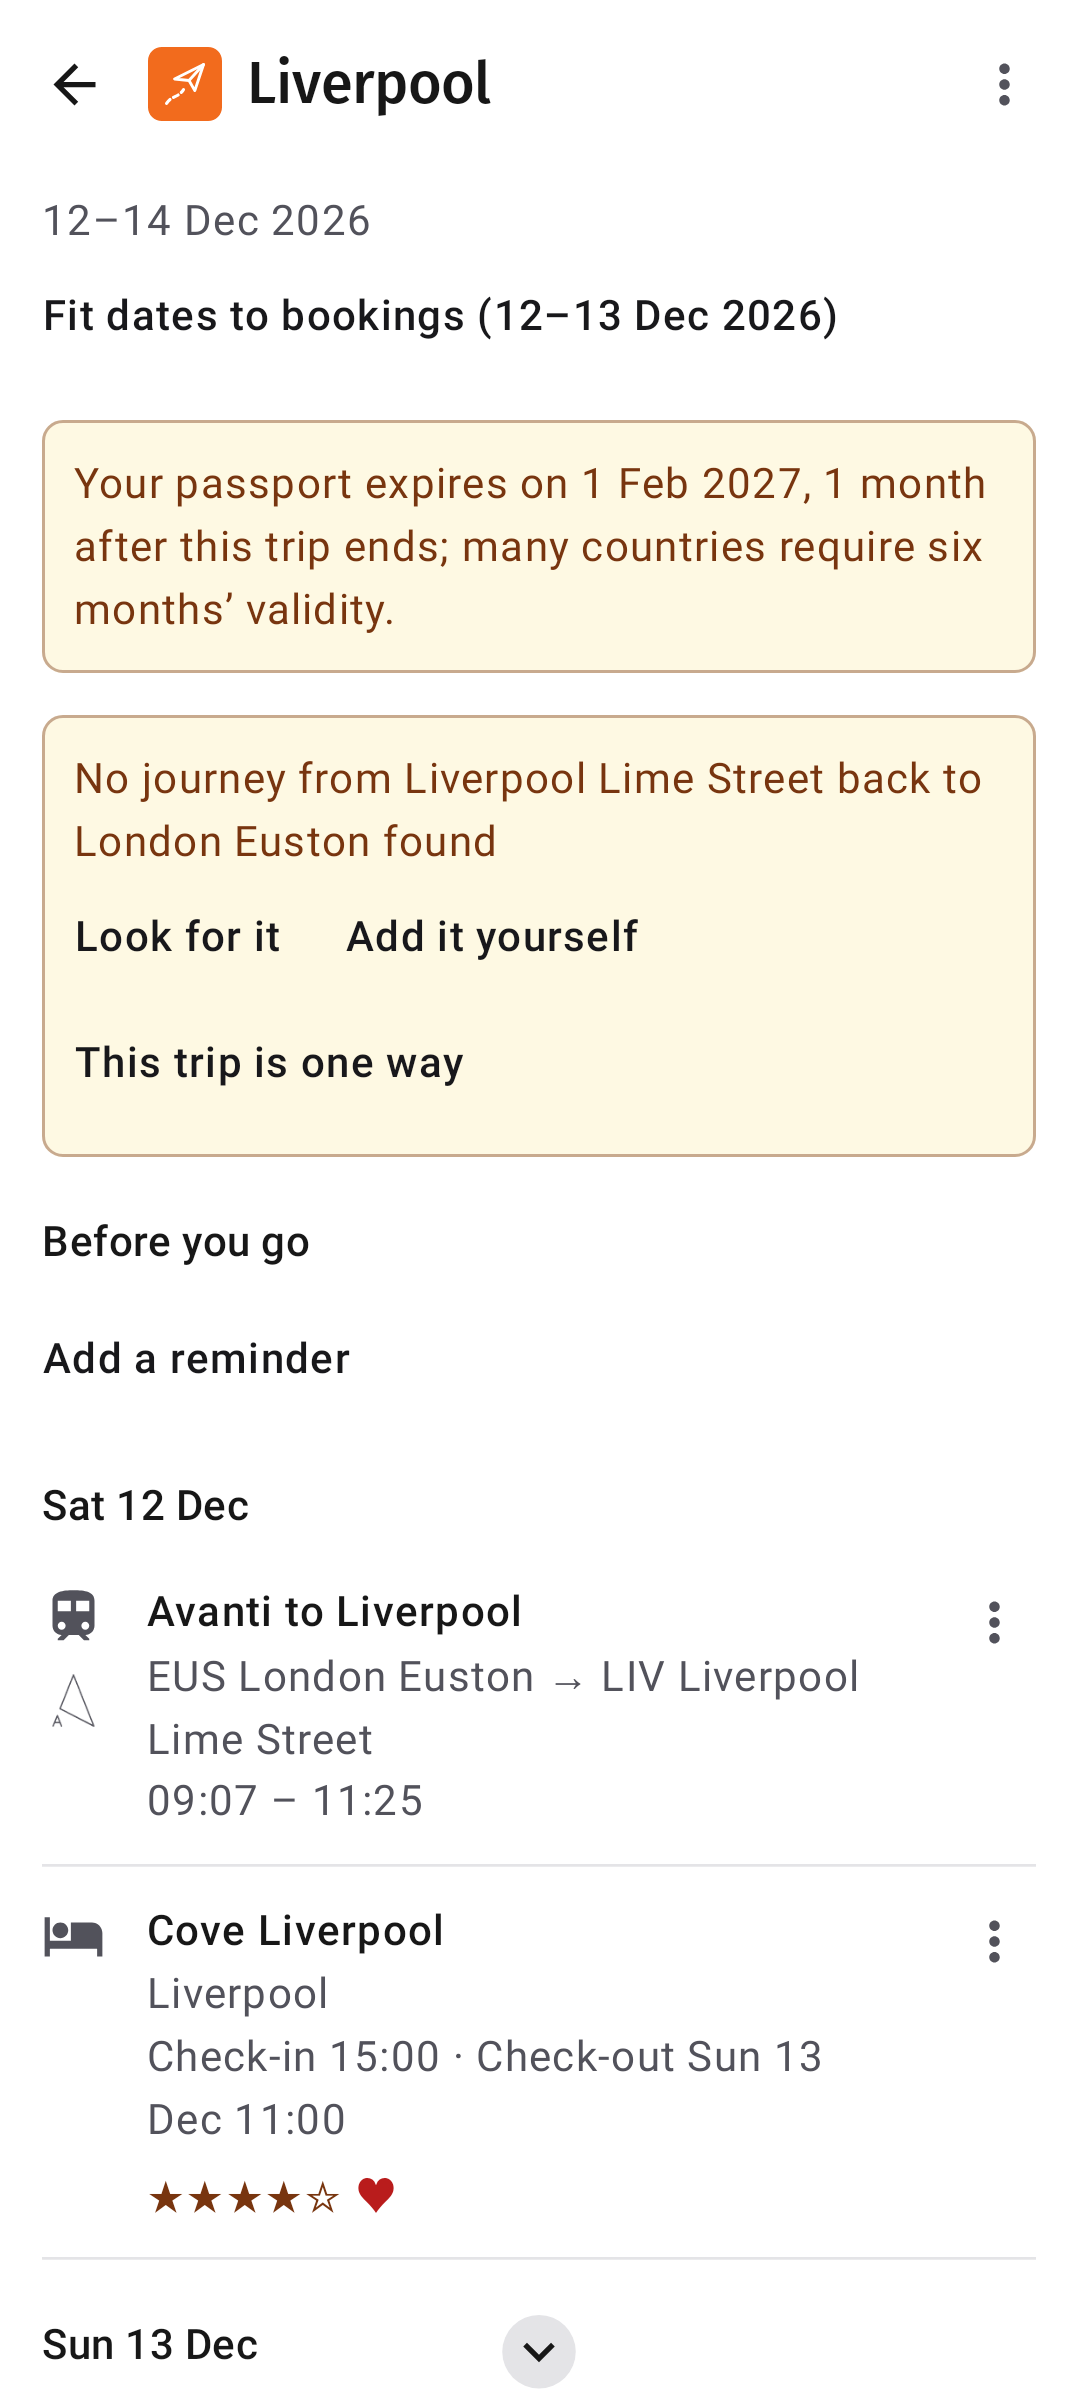 Liverpool
12–14 Dec 2026
Fit dates to bookings (12–13 Dec 2026)
Your passport expires on 1 Feb 2027, 1 month
after this trip ends; many countries require six
months’ validity.
No journey from Liverpool Lime Street back to
London Euston found
Look for it Add it yourself
This trip is one way
Before you go
Add a reminder
Sat 12 Dec
Avanti to Liverpool
A
EUS London Euston → LIV Liverpool
Lime Street
09:07 – 11:25
Cove Liverpool
Liverpool
Check-in 15:00 · Check-out Sun 13
Dec 11:00
★★★★☆ ♥
Sun 13 Dec